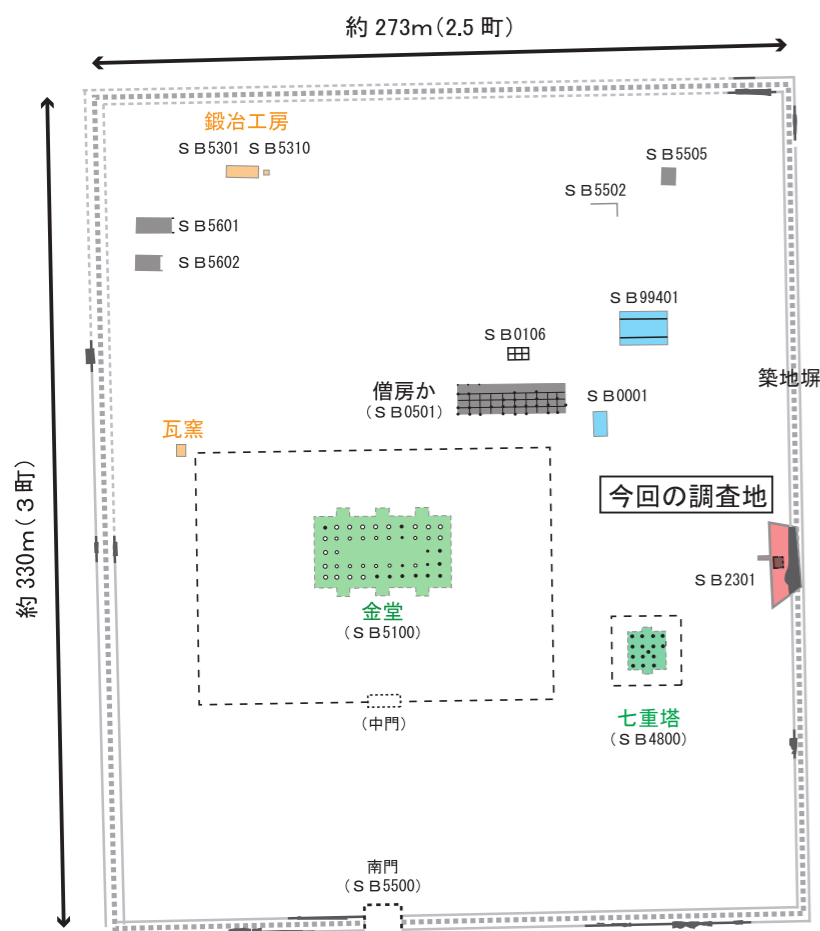 約 273m(2.5 町)
鍛冶工房
ＳＢ5301 ＳＢ5310
ＳＢ5505
ＳＢ5502
ＳＢ5601
ＳＢ5602
ＳＢ99401
ＳＢ0106
築地塀
僧房か
（ＳＢ0501）
ＳＢ0001
瓦窯
約 330m(３町)
今回の調査地
ＳＢ2301
金堂
（ＳＢ5100）
七重塔
（ＳＢ4800）
（中門）
南門
（ＳＢ5500）